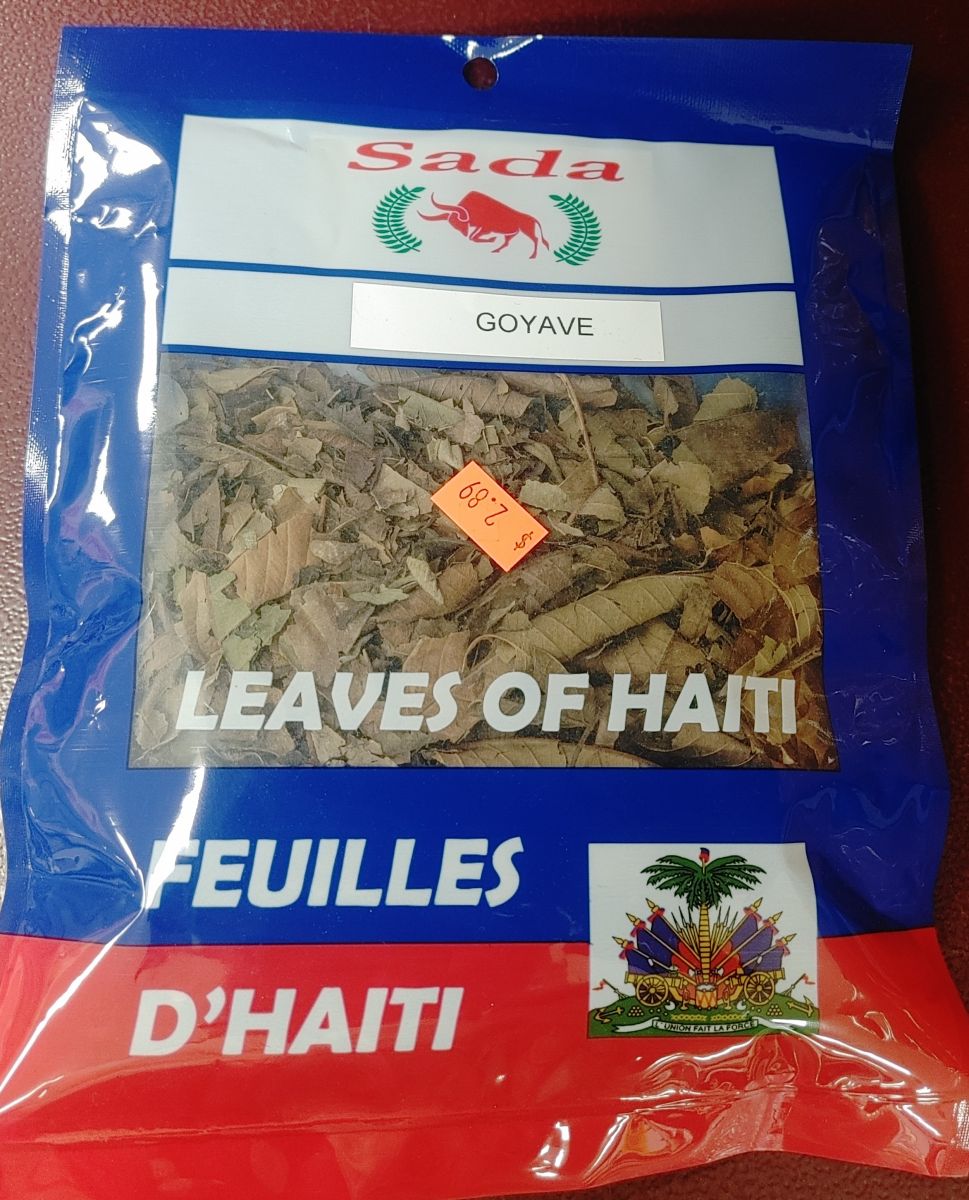 Sada
GOYAVE
2.89
LEAVES OF HAITI
FEUILLES
D'HAITI
L'UNION FAIT LA FORCE